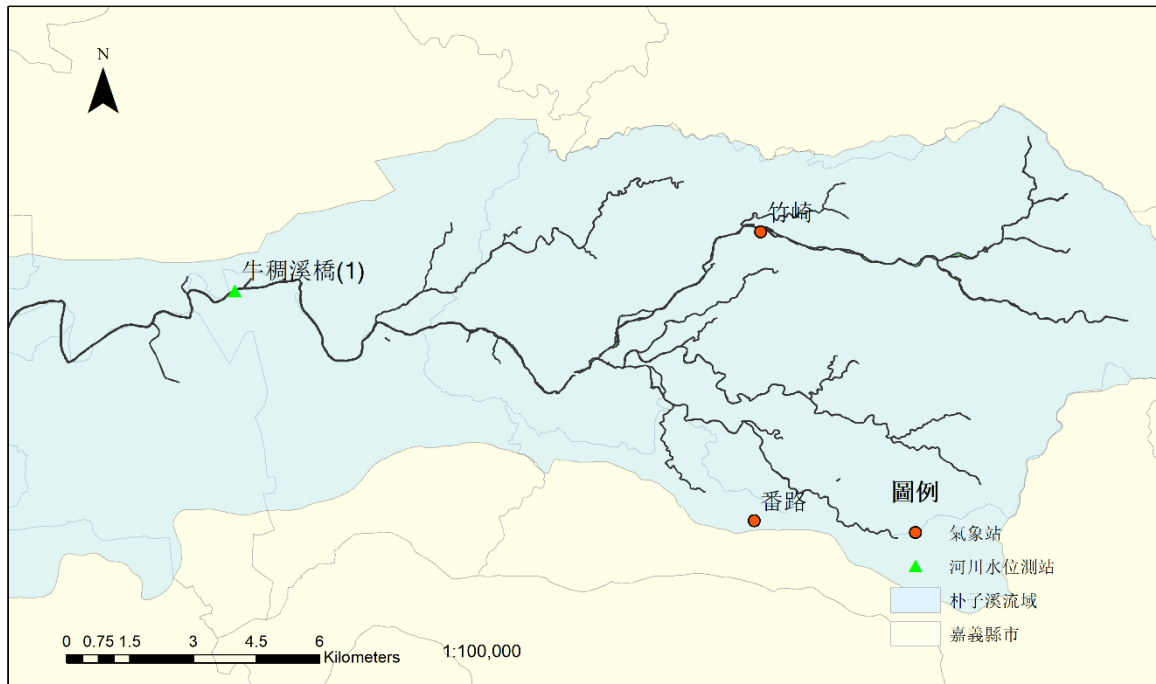 N
竹崎
牛稠溪橋(1)
番路
圖例
氣象站
河川水位測站
朴子溪流域
嘉義縣市
0 0.75 1.5 3 4.5 6
Kilometers
1:100,000